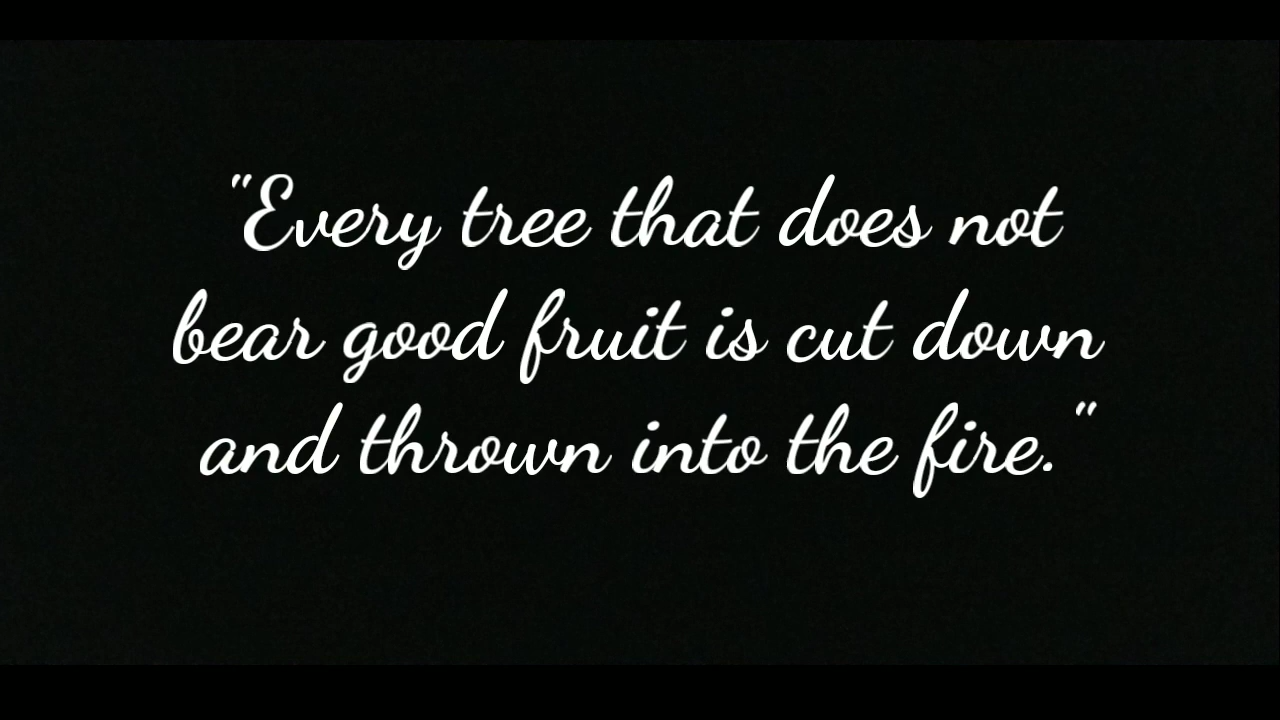 "Every tree that does not
bear good fruit is cut down
and thrown into the fire."